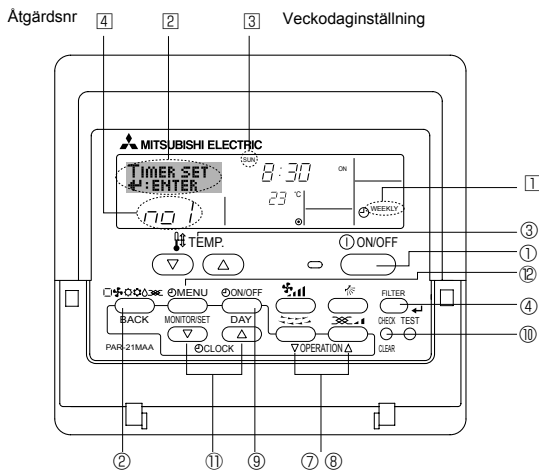 Åtgärdsnr 4 2 3 Veckodaginställning
MITSUBISHI ELECTRIC
TIMER SET
↵:ENTER
SUN
8:30
ON
23 °C
no 1
WEEKLY
1
TEMP.
ON/OFF
③
①
⑫
MENU
ON/OFF
FILTER
BACK
MONITOR/SET
DAY
CHECK
TEST
④
PAR-21MAA
CLOCK
▽OPERATION△
CLEAR
⑩
②
⑪
⑨
⑦
⑧